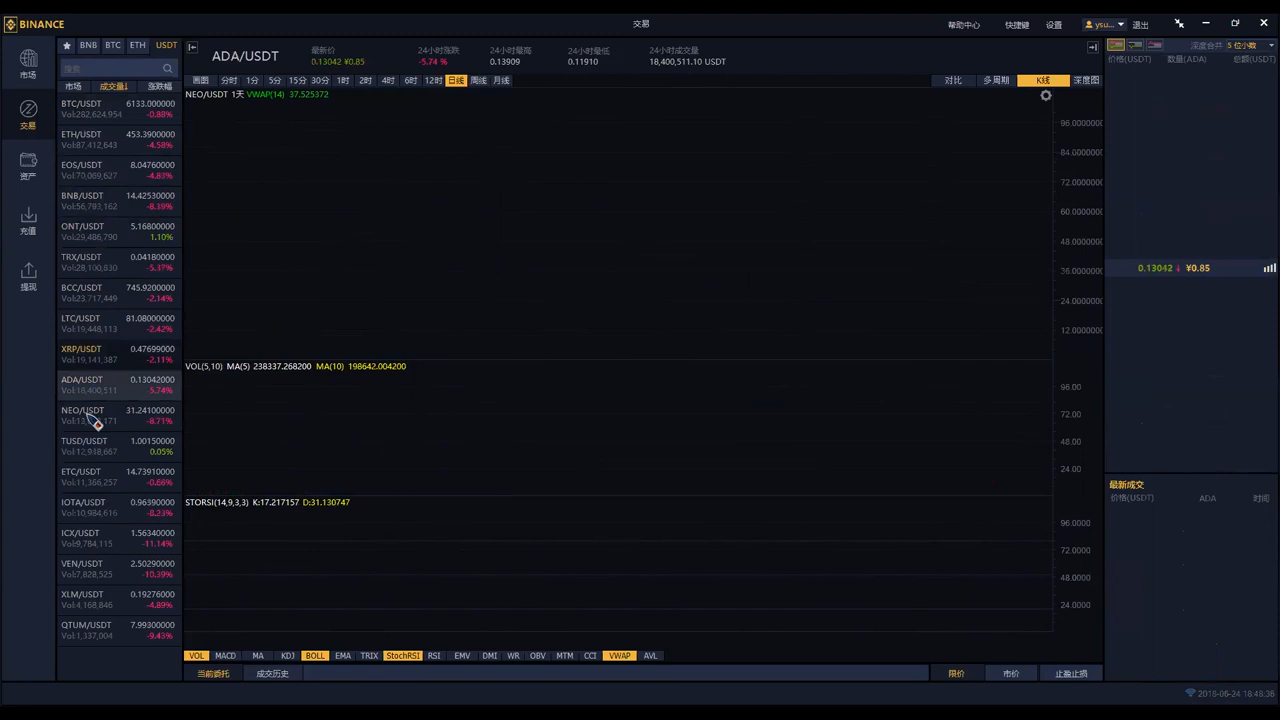 BINANCE
交易
帮助中心 快捷键 设置 ysu... 退出
市场
交易
资产
充值
提现
BNB BTC ETH USDT
搜索
市场 成交量↓ 涨跌幅
BTC/USDT 6133.000000
Vol:282,624,954 -0.88%
ETH/USDT 453.3900000
Vol:87,412,643 -4.58%
EOS/USDT 8.04760000
Vol:70,069,627 -4.83%
BNB/USDT 14.42530000
Vol:56,793,162 -8.39%
ONT/USDT 5.16800000
Vol:29,486,790 1.10%
TRX/USDT 0.04180000
Vol:28,100,830 -5.37%
BCC/USDT 745.9200000
Vol:23,717,449 -2.14%
LTC/USDT 81.08000000
Vol:19,448,113 -2.42%
XRP/USDT 0.47699000
Vol:19,141,387 -2.11%
ADA/USDT 0.13042000
Vol:18,400,511 -5.74%
NEO/USDT 31.24100000
-8.71%
TUSD/USDT 1.00150000
Vol:12,938,667 0.05%
ETC/USDT 14.73910000
Vol:11,366,257 -0.66%
IOTA/USDT 0.96390000
Vol:10,984,616 -8.23%
ICX/USDT 1.56340000
Vol:9,784,115 -11.14%
VEN/USDT 2.50290000
Vol:7,828,525 -10.39%
XLM/USDT 0.19276000
Vol:4,168,846 -4.89%
QTUM/USDT 7.99300000
Vol:1,337,004 -9.43%
ADA/USDT
最新价 24小时涨跌 24小时最高 24小时最低 24小时成交量
0.13042 ¥0.85 -5.74 % 0.13909 0.11910 18,400,511.10 USDT
画图 分时 1分 5分 15分 30分 1时 2时 4时 6时 12时 日线 周线 月线 对比 多周期 K线 深度图
NEO/USDT 1天 VWAP(14) 37.525372
96.0000000
84.0000000
72.0000000
60.0000000
48.0000000
36.0000000
24.0000000
12.0000000
VOL(5,10) MA(5) 238337.268200 MA(10) 198642.004200
96.00
72.00
48.00
24.00
STORSI(14,9,3,3) K:17.217157 D:31.130747
96.0000
72.0000
48.0000
24.0000
VOL MACD MA KDJ BOLL EMA TRIX StochRSI RSI EMV DMI WR OBV MTM CCI VWAP AVL
当前委托 成交历史 限价 市价 止盈止损
深度合并 5 位小数
价格(USDT) 数量(ADA) 总额(USDT)
0.13042 ↓ ¥0.85
最新成交
价格(USDT) ADA 时间
2018-06-24 18:48:36